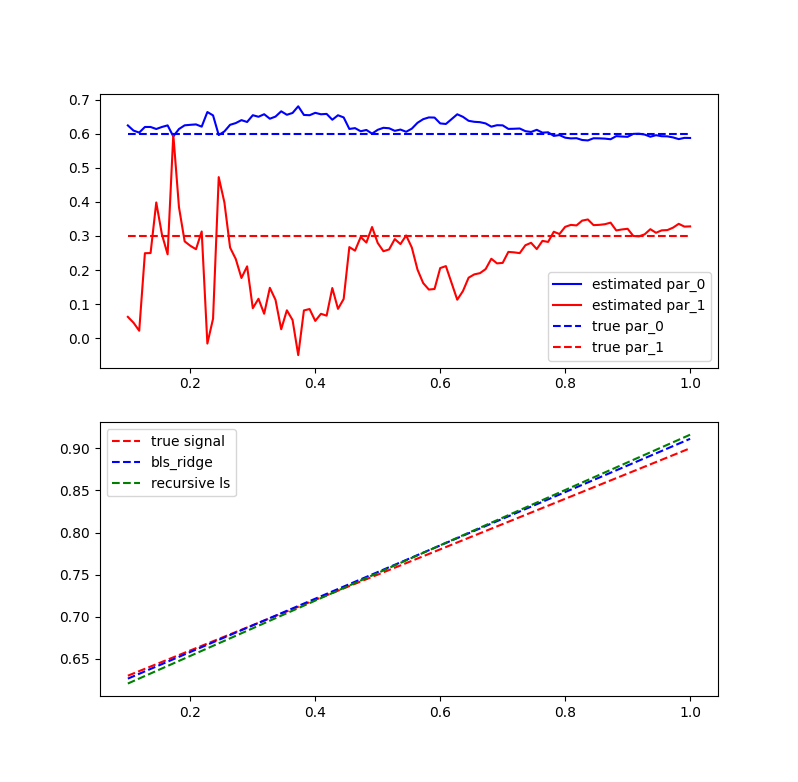 0.7
0.6
0.5
0.4
0.3
0.2
0.1
0.0
estimated par_0
estimated par_1
true par_0
true par_1
0.2 0.4 0.6 0.8 1.0
true signal
bls_ridge
recursive ls
0.90
0.85
0.80
0.75
0.70
0.65
0.2 0.4 0.6 0.8 1.0